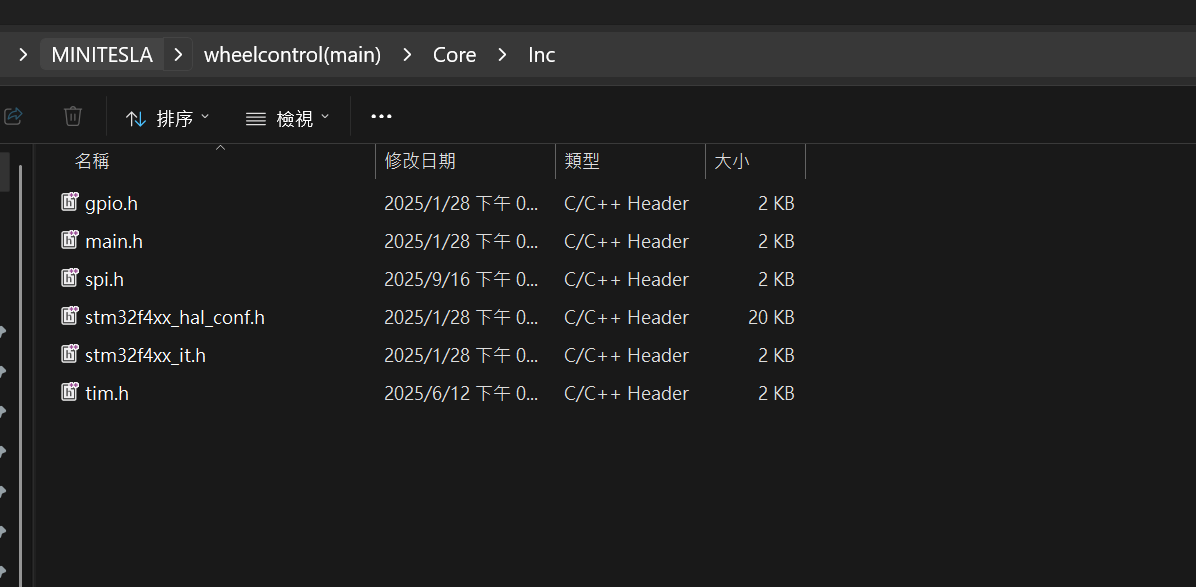 MINITESLA wheelcontrol(main) Core Inc
排序 檢視 •••
名稱 修改日期 類型 大小
gpio.h 2025/1/28 下午 0... C/C++ Header 2 KB
main.h 2025/1/28 下午 0... C/C++ Header 2 KB
spi.h 2025/9/16 下午 0... C/C++ Header 2 KB
stm32f4xx_hal_conf.h 2025/1/28 下午 0... C/C++ Header 20 KB
stm32f4xx_it.h 2025/1/28 下午 0... C/C++ Header 2 KB
tim.h 2025/6/12 下午 0... C/C++ Header 2 KB